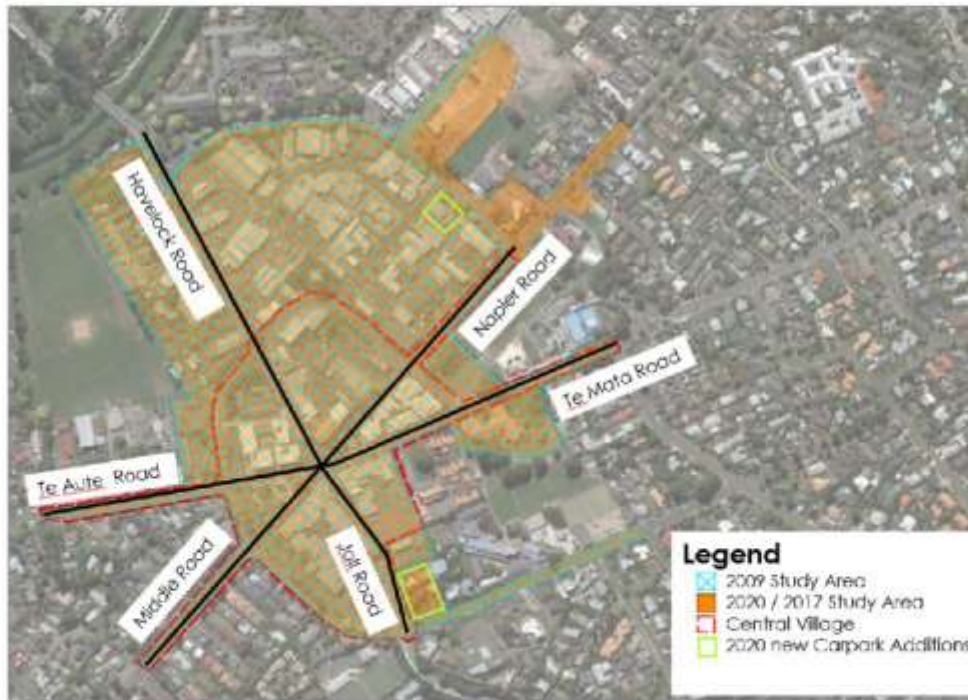 Havelock Road
Napier Road
Te Mata Road
Te Aute Road
Middle Road
Joll Road
Legend
2009 Study Area
2020 / 2017 Study Area
Central Village
2020 new Carpark Additions